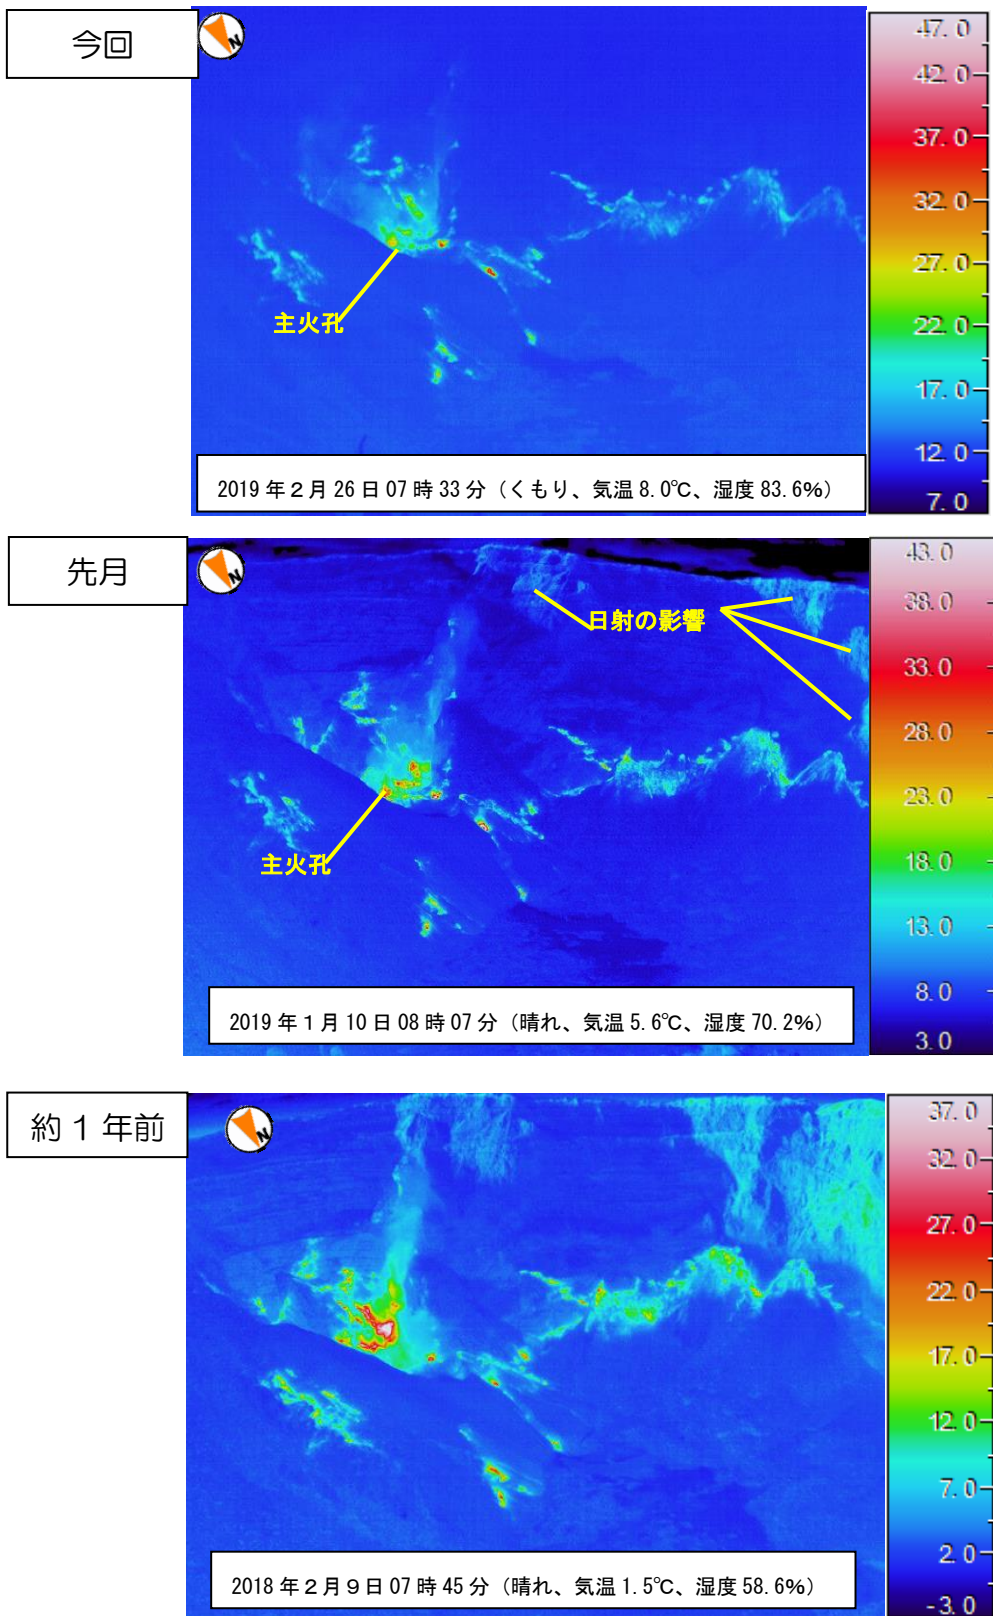 今回
N
47.0
42.0
37.0
32.0
27.0
22.0
17.0
12.0
7.0
主火孔
2019年2月26日07時33分（くもり、気温8.0℃、湿度83.6%）
先月
N
43.0
38.0
33.0
28.0
23.0
18.0
13.0
8.0
3.0
日射の影響
主火孔
2019年1月10日08時07分（晴れ、気温5.6℃、湿度70.2%）
約1年前
N
37.0
32.0
27.0
22.0
17.0
12.0
7.0
2.0
-3.0
2018年2月9日07時45分（晴れ、気温1.5℃、湿度58.6%）